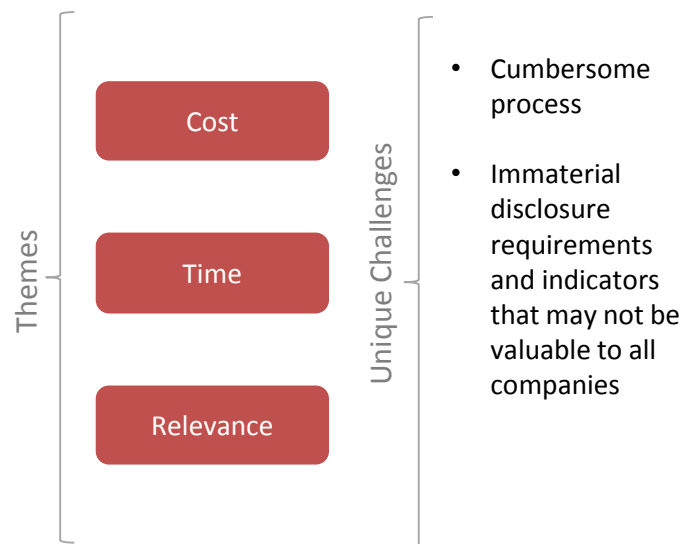 Themes
Cost
Time
Relevance
Unique Challenges
• Cumbersome
process
• Immaterial
disclosure
requirements
and indicators
that may not be
valuable to all
companies